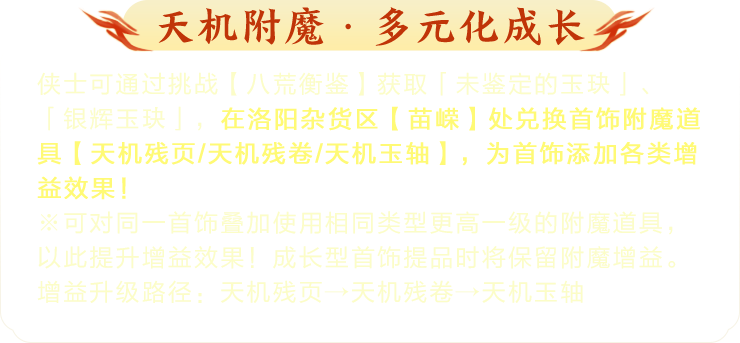 天机附魔·多元化成长
侠士可通过挑战【八荒衡鉴】获取「未鉴定的玉玦」、
「银辉玉玦」，在洛阳杂货区【苗嵘】处兑换首饰附魔道
具【天机残页/天机残卷/天机玉轴】，为首饰添加各类增
益效果！
※可对同一首饰叠加使用相同类型更高一级的附魔道具，
以此提升增益效果！成长型首饰提品时将保留附魔增益。
增益升级路径：天机残页→天机残卷→天机玉轴